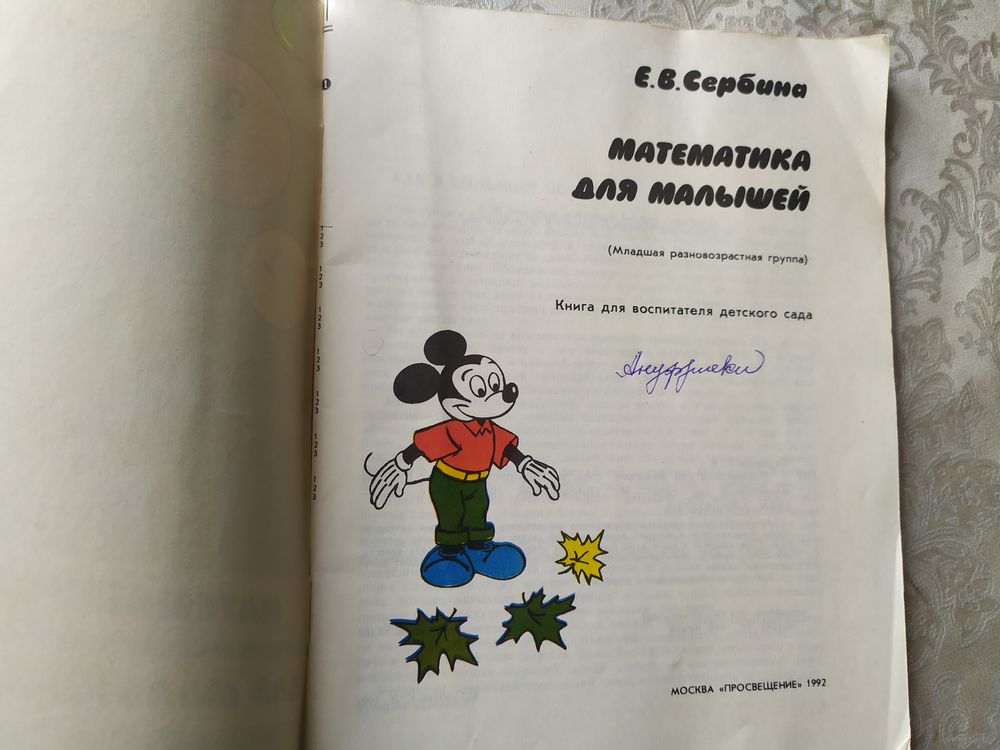 Е.В.Сербина
МАТЕМАТИКА
ДЛЯ МАЛЫШЕЙ
(Младшая разновозрастная группа)
Книга для воспитателя детского сада
МОСКВА «ПРОСВЕЩЕНИЕ» 1992